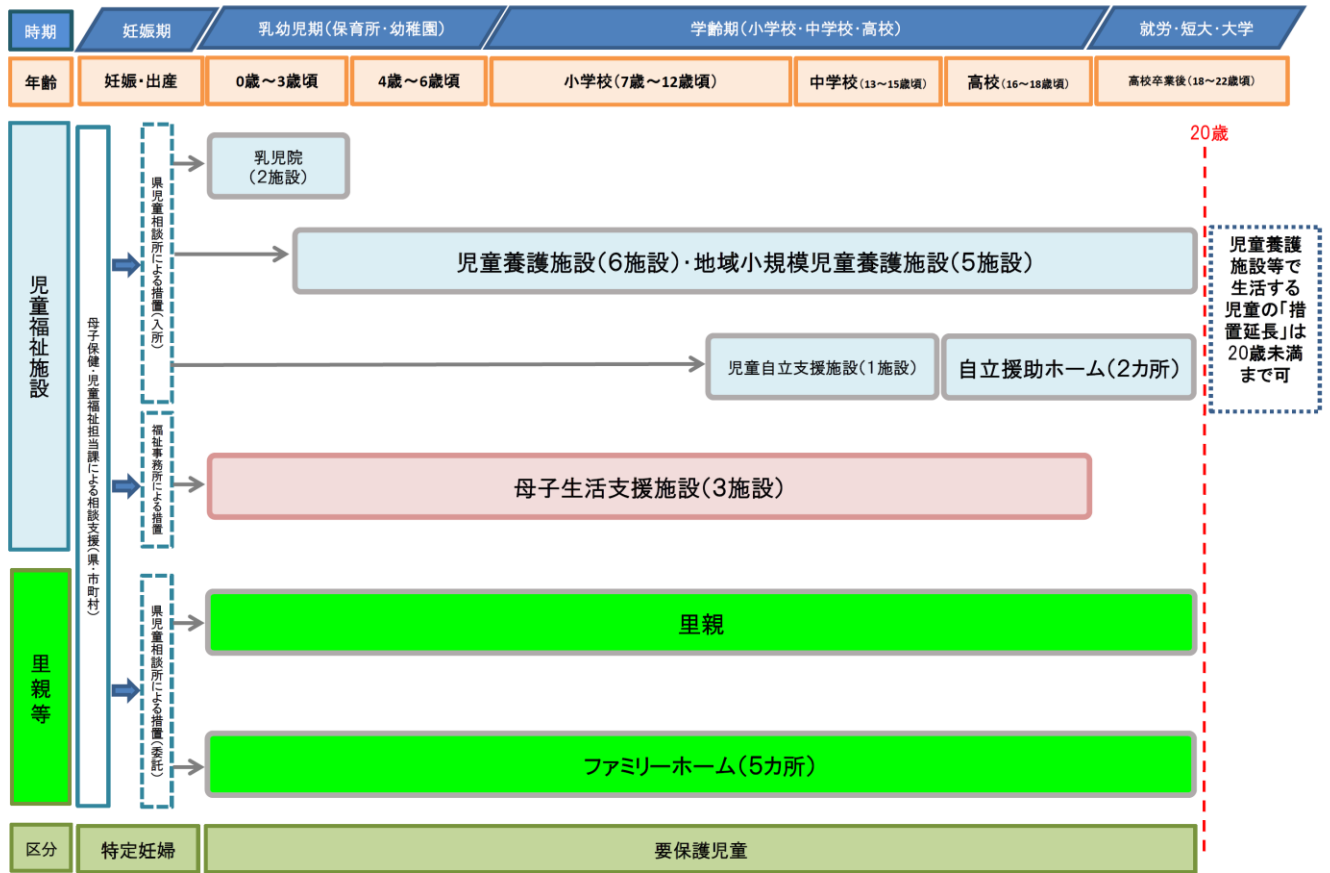 時期
妊娠期
乳幼児期(保育所・幼稚園)
学齢期(小学校・中学校・高校)
就労・短大・大学
年齢
妊娠・出産
0歳～3歳頃
4歳～6歳頃
小学校(7歳～12歳頃)
中学校(13～15歳頃)
高校(16～18歳頃)
高校卒業後(18～22歳頃)
20歳
児童福祉施設
母子保健・児童福祉担当課による相談支援(県・市町村)
県児童相談所による措置(入所)
乳児院
(2施設)
児童養護施設(6施設)・地域小規模児童養護施設(5施設)
児童養護
施設等で
生活する
児童の「措
置延長」は
20歳未満
まで可
児童自立支援施設(1施設)
自立援助ホーム(2カ所)
福祉事務所による措置
母子生活支援施設(3施設)
里親等
県児童相談所による措置(委託)
里親
ファミリーホーム(5カ所)
区分
特定妊婦
要保護児童